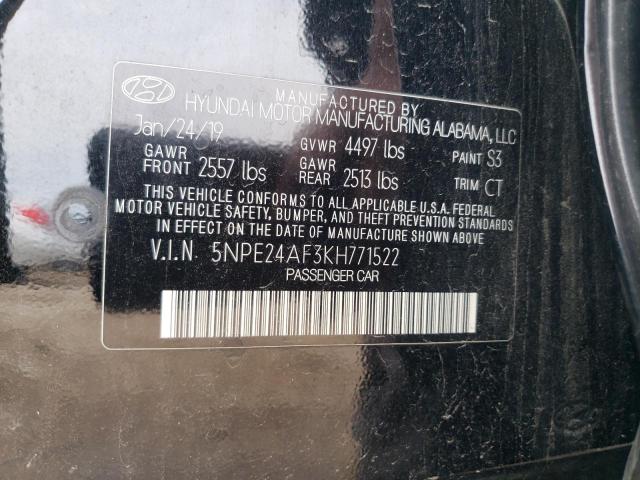 MANUFACTURED BY
HYUNDAI MOTOR MANUFACTURING ALABAMA, LLC
Jan/24/19 GVWR 4497 lbs PAINT S3
GAWR FRONT 2557 lbs GAWR REAR 2513 lbs TRIM CT
THIS VEHICLE CONFORMS TO ALL APPLICABLE U.S.A. FEDERAL
MOTOR VEHICLE SAFETY, BUMPER, AND THEFT PREVENTION STANDARDS
IN EFFECT ON THE DATE OF MANUFACTURE SHOWN ABOVE.
V.I.N. 5NPE24AF3KH771522
PASSENGER CAR